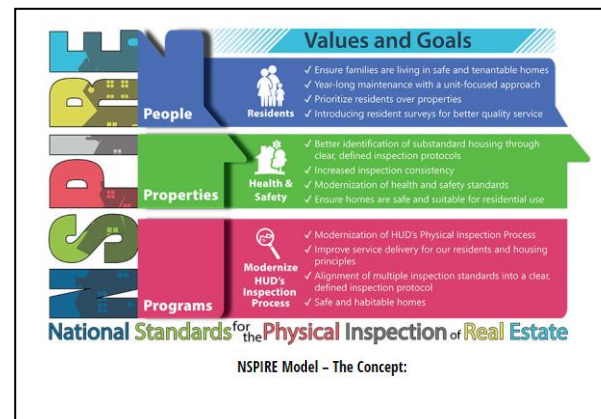 NSPIRE
Values and Goals
People
Residents
✓ Ensure families are living in safe and tenantable homes
✓ Year-long maintenance with a unit-focused approach
✓ Prioritize residents over properties
✓ Introducing resident surveys for better quality service
Properties
Health &
Safety
✓ Better identification of substandard housing through
clear, defined inspection protocols
✓ Increased inspection consistency
✓ Modernization of health and safety standards
✓ Ensure homes are safe and suitable for residential use
Programs
Modernize
HUD's
Inspection
Process
✓ Modernization of HUD's Physical Inspection Process
✓ Improve service delivery for our residents and housing
principles
✓ Alignment of multiple inspection standards into a clear,
defined inspection protocol
✓ Safe and habitable homes
National Standards for the Physical Inspection of Real Estate
NSPIRE Model – The Concept: